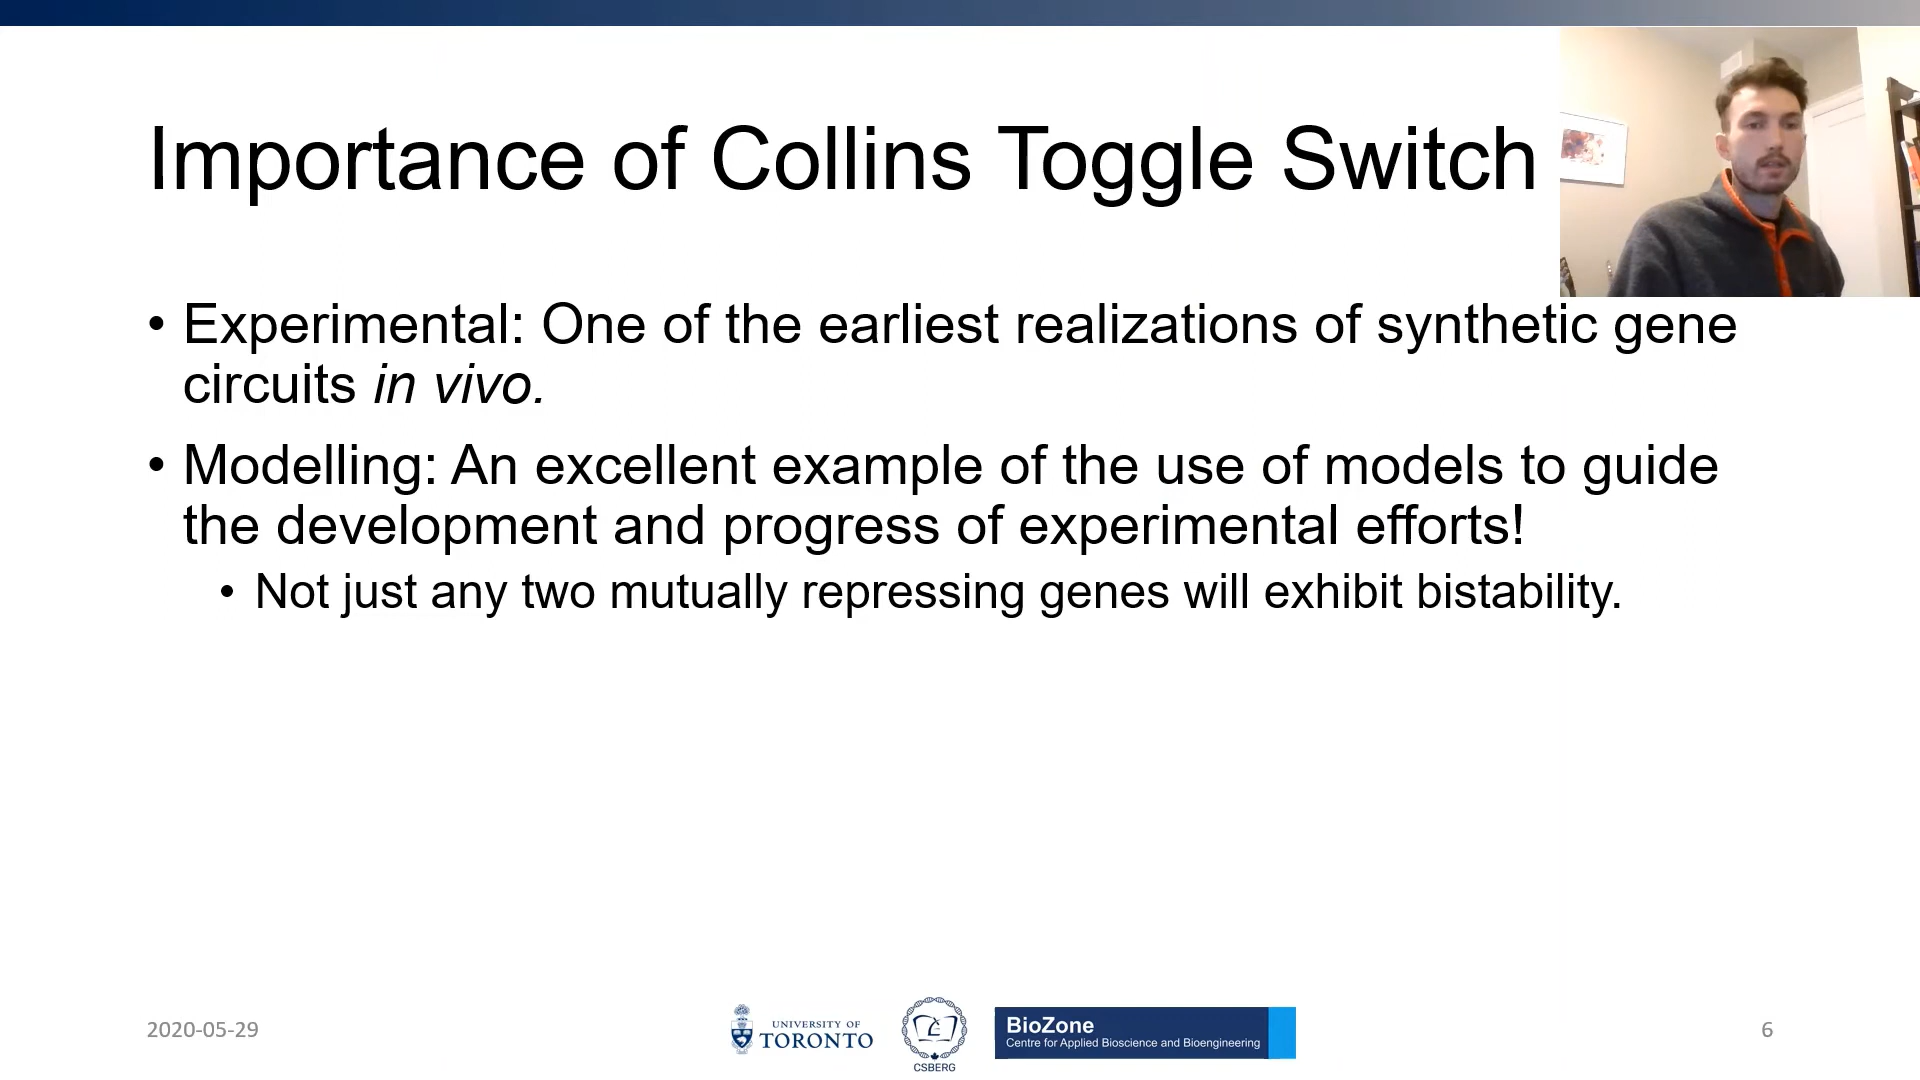 Importance of Collins Toggle Switch
• Experimental: One of the earliest realizations of synthetic gene
circuits in vivo.
• Modelling: An excellent example of the use of models to guide
the development and progress of experimental efforts!
• Not just any two mutually repressing genes will exhibit bistability.
2020-05-29
UNIVERSITY OF
TORONTO
CSBERG
BioZone
Centre for Applied Bioscience and Bioengineering
6